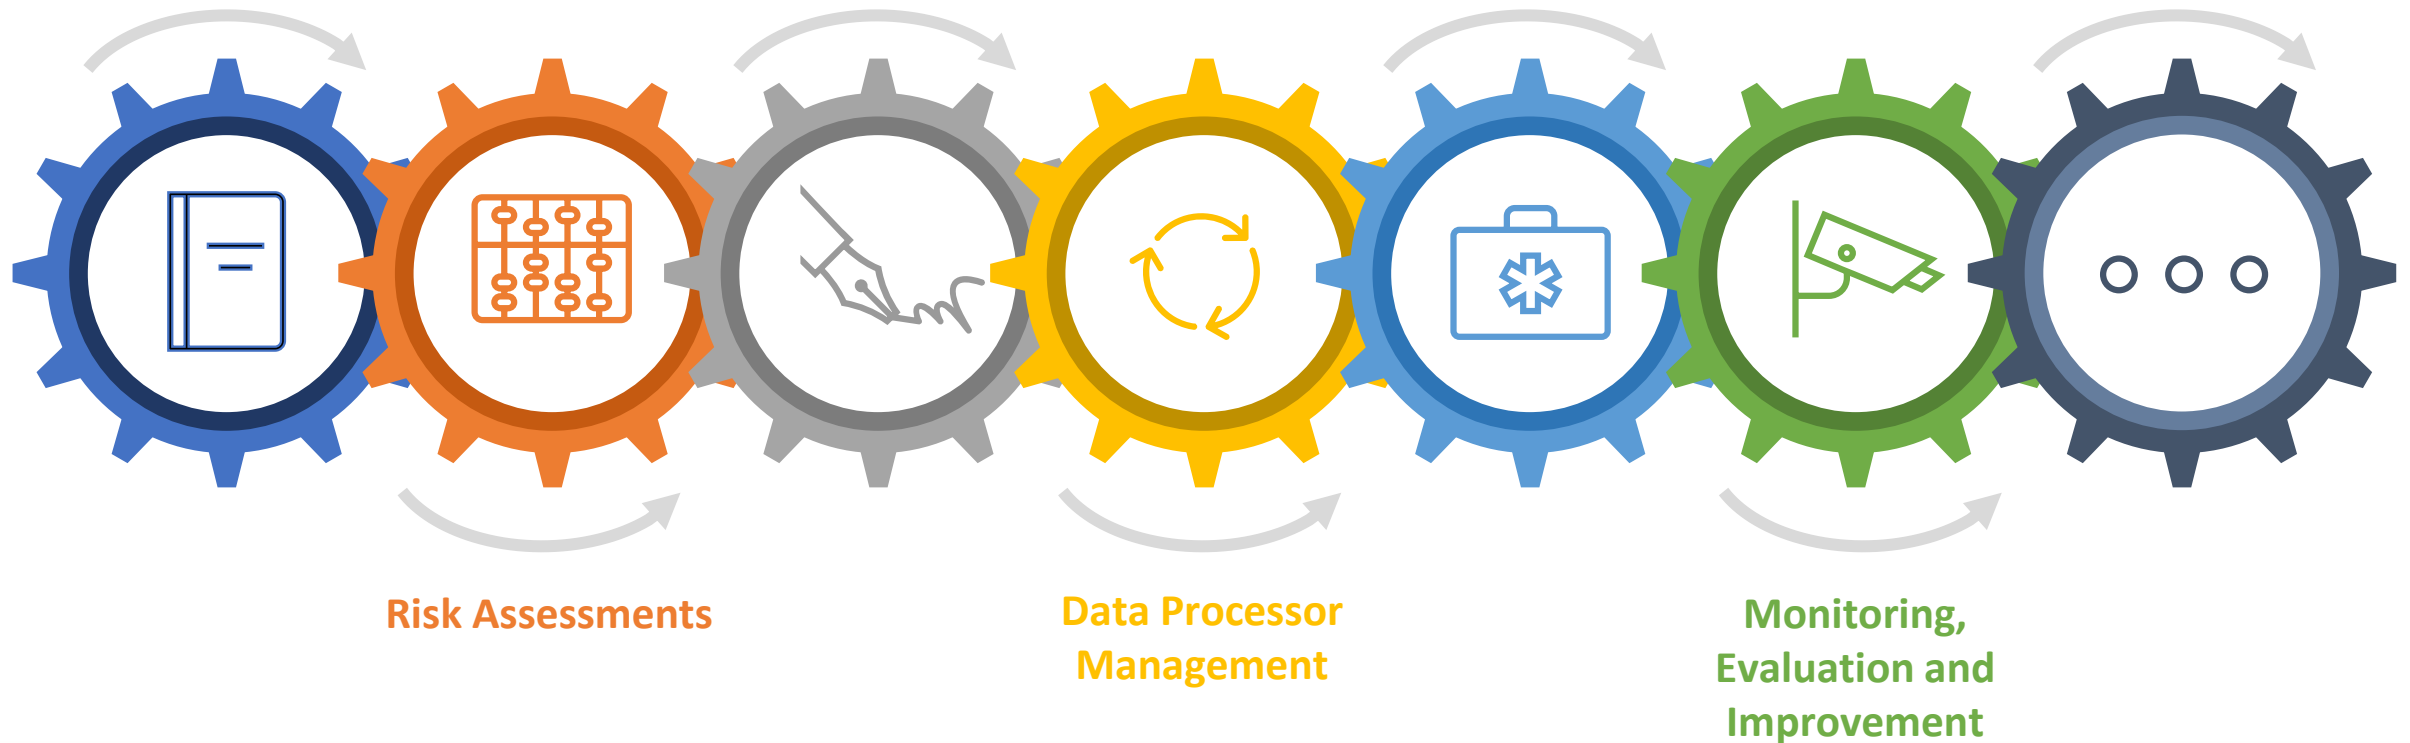 Risk Assessments
Data Processor
Management
Monitoring,
Evaluation and
Improvement